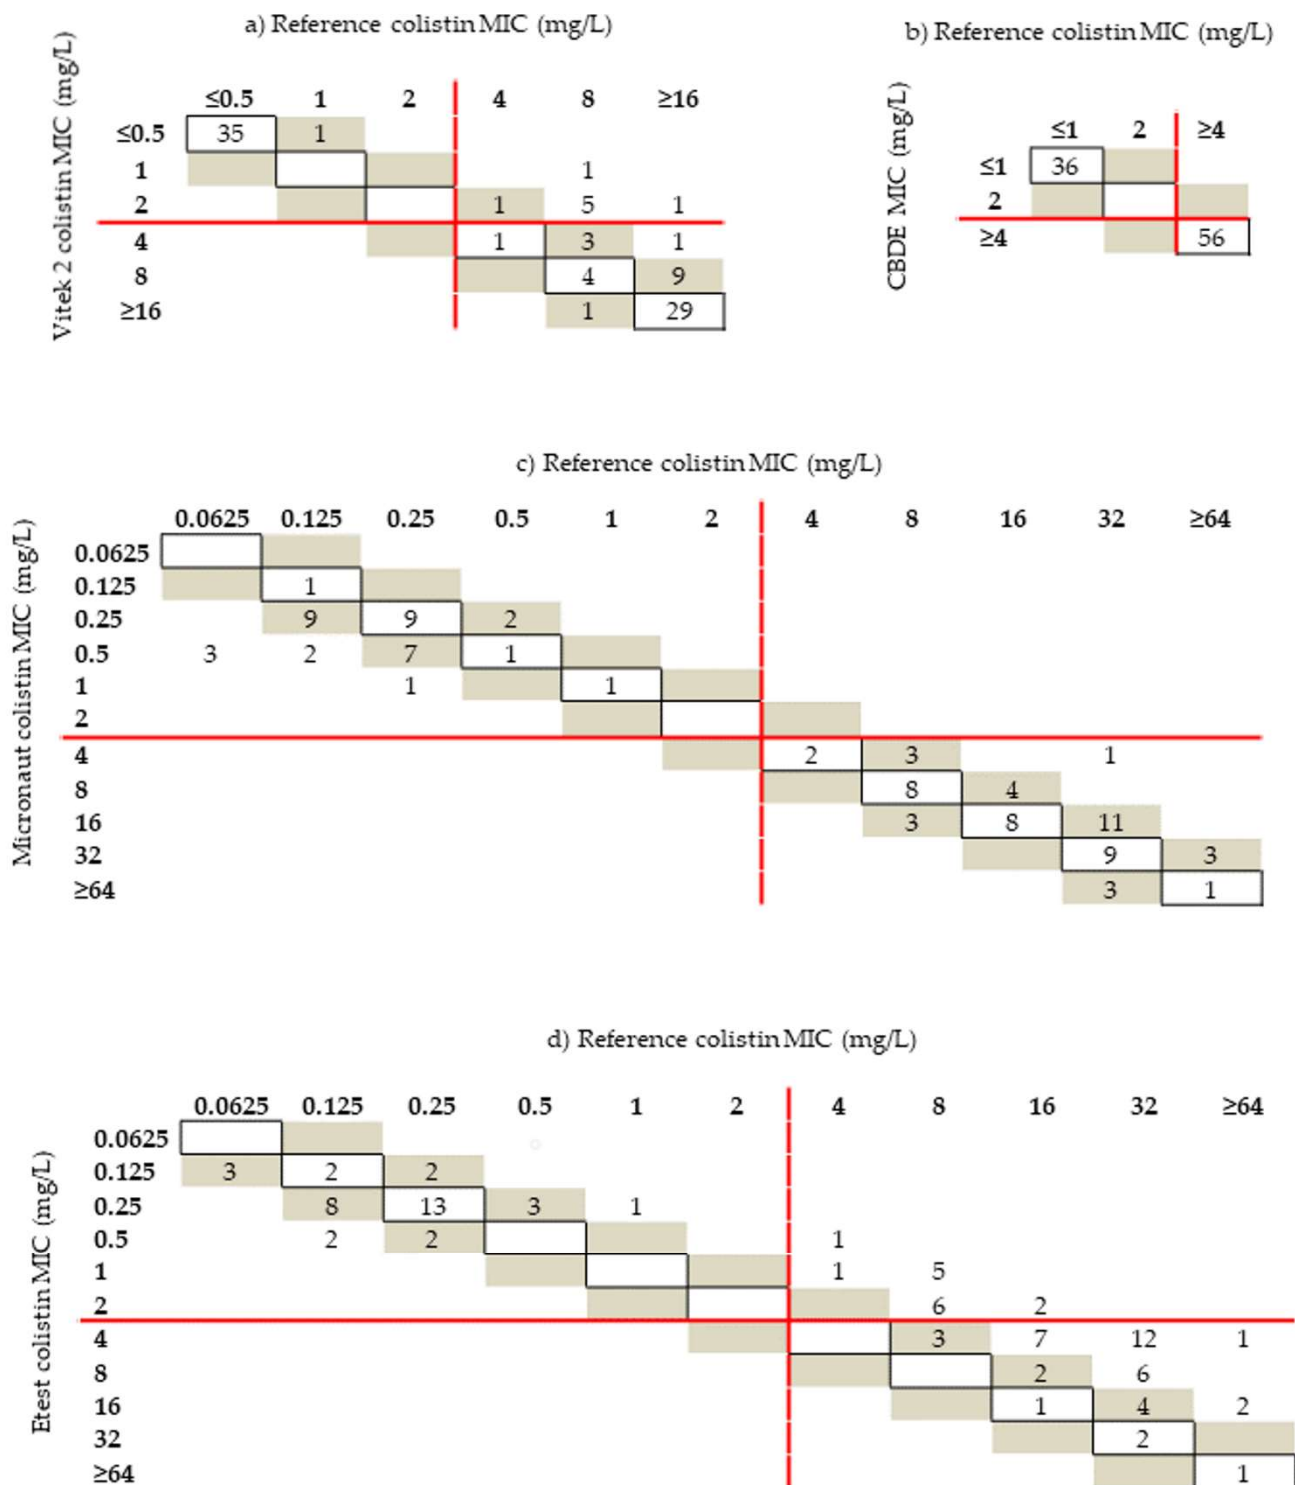 a) Reference colistin MIC (mg/L)
Vitek 2 colistin MIC (mg/L)
≤0.5 1 2 4 8 ≥16
≤0.5 35 1
1 1
2 1 5 1
4 1 3 1
8 4 9
≥16 1 29
b) Reference colistin MIC (mg/L)
CBDE MIC (mg/L)
≤1 2 ≥4
≤1 36
2
≥4 56
c) Reference colistin MIC (mg/L)
Micronaut colistin MIC (mg/L)
0.0625 0.125 0.25 0.5 1 2 4 8 16 32 ≥64
0.0625
0.125 1
0.25 9 9 2
0.5 3 2 7 1
1 1 1
2
4 2 3 1
8 8 4
16 3 8 11
32 9 3
≥64 3 1
d) Reference colistin MIC (mg/L)
Etest colistin MIC (mg/L)
0.0625 0.125 0.25 0.5 1 2 4 8 16 32 ≥64
0.0625
0.125 3 2 2
0.25 8 13 3 1
0.5 2 2 1
1 1 5
2 6 2
4 3 7 12 1
8 2 6
16 1 4 2
32 2
≥64 1